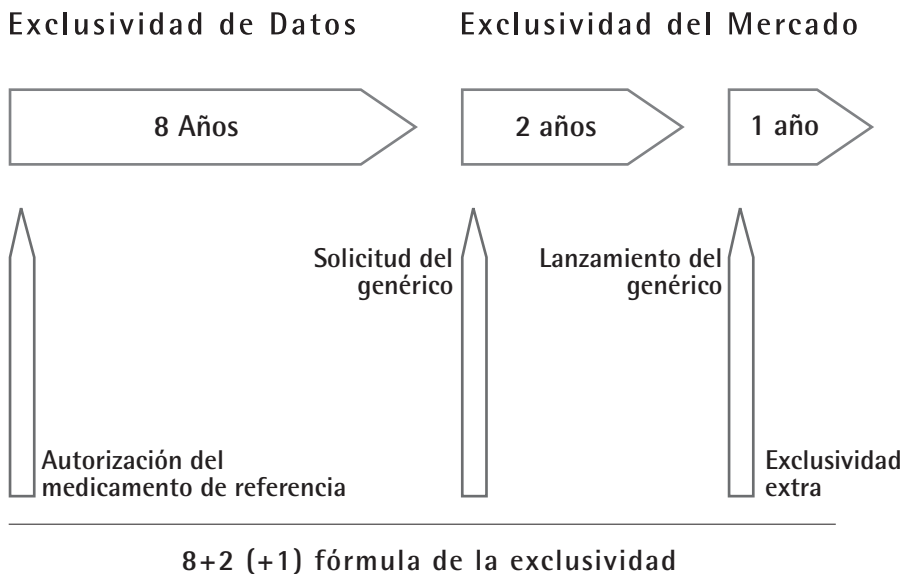 Exclusividad de Datos
Exclusividad del Mercado
8 Años
2 años
1 año
Solicitud del
genérico
Lanzamiento del
genérico
Autorización del
medicamento de referencia
Exclusividad
extra
8+2 (+1) fórmula de la exclusividad